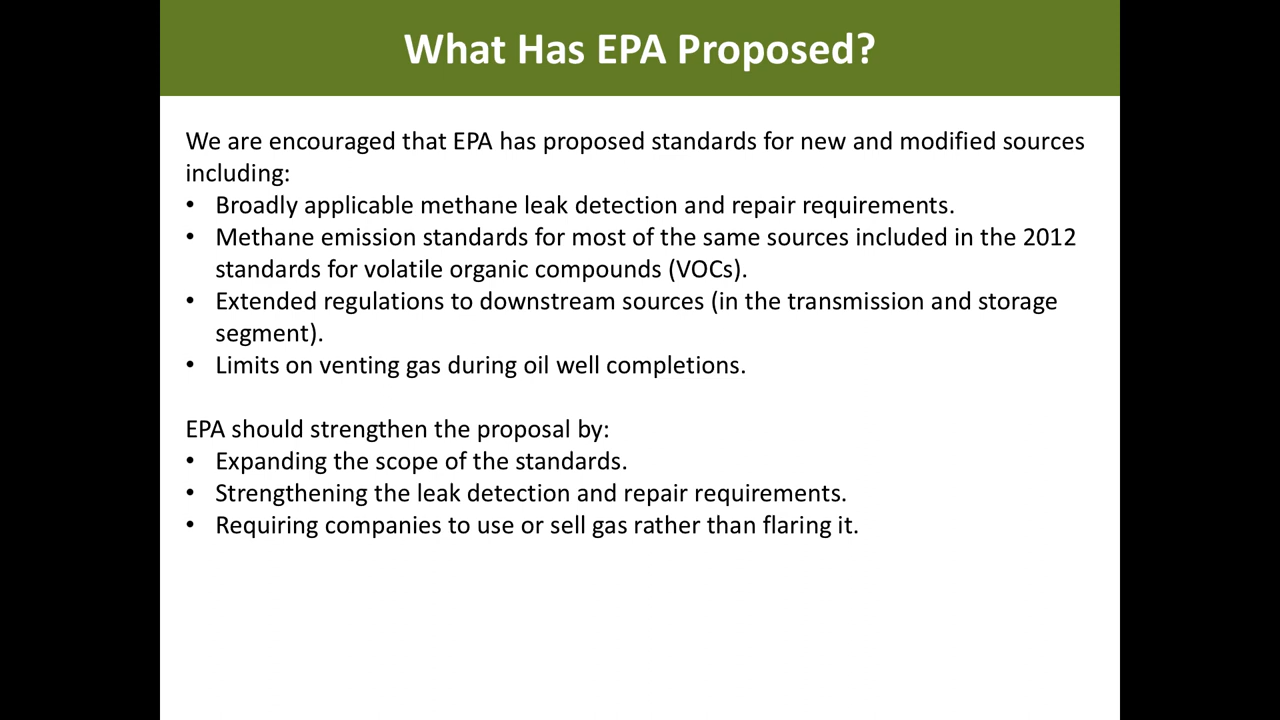 What Has EPA Proposed?
We are encouraged that EPA has proposed standards for new and modified sources
including:
• Broadly applicable methane leak detection and repair requirements.
• Methane emission standards for most of the same sources included in the 2012
standards for volatile organic compounds (VOCs).
• Extended regulations to downstream sources (in the transmission and storage
segment).
• Limits on venting gas during oil well completions.
EPA should strengthen the proposal by:
• Expanding the scope of the standards.
• Strengthening the leak detection and repair requirements.
• Requiring companies to use or sell gas rather than flaring it.